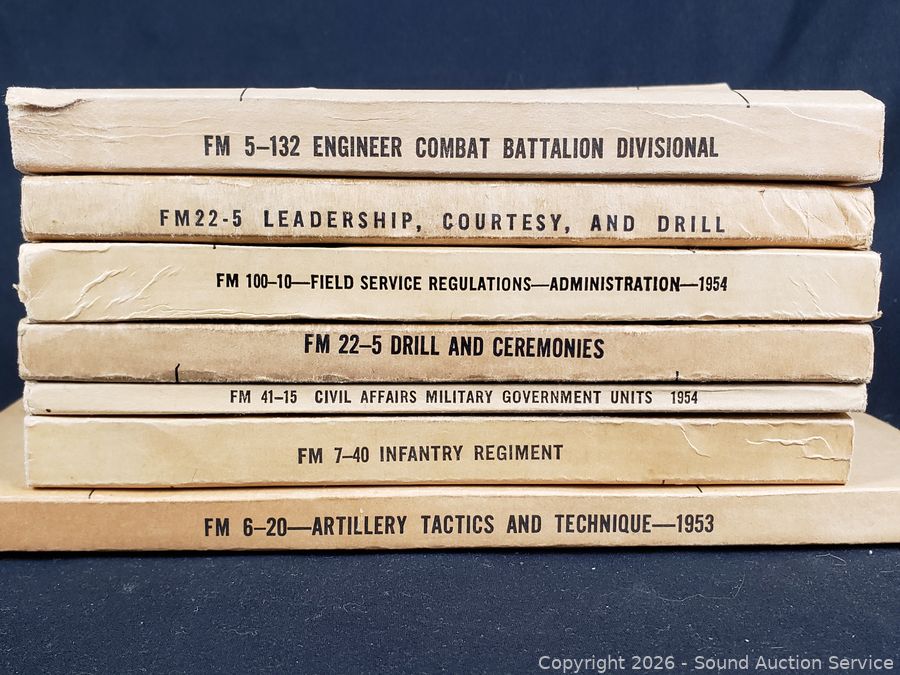 FM 5–132 ENGINEER COMBAT BATTALION DIVISIONAL
FM22-5 LEADERSHIP, COURTESY, AND DRILL
FM 100–10—FIELD SERVICE REGULATIONS—ADMINISTRATION—1954
FM 22–5 DRILL AND CEREMONIES
FM 41–15 CIVIL AFFAIRS MILITARY GOVERNMENT UNITS 1954
FM 7–40 INFANTRY REGIMENT
FM 6–20—ARTILLERY TACTICS AND TECHNIQUE—1953
Copyright 2026 - Sound Auction Service